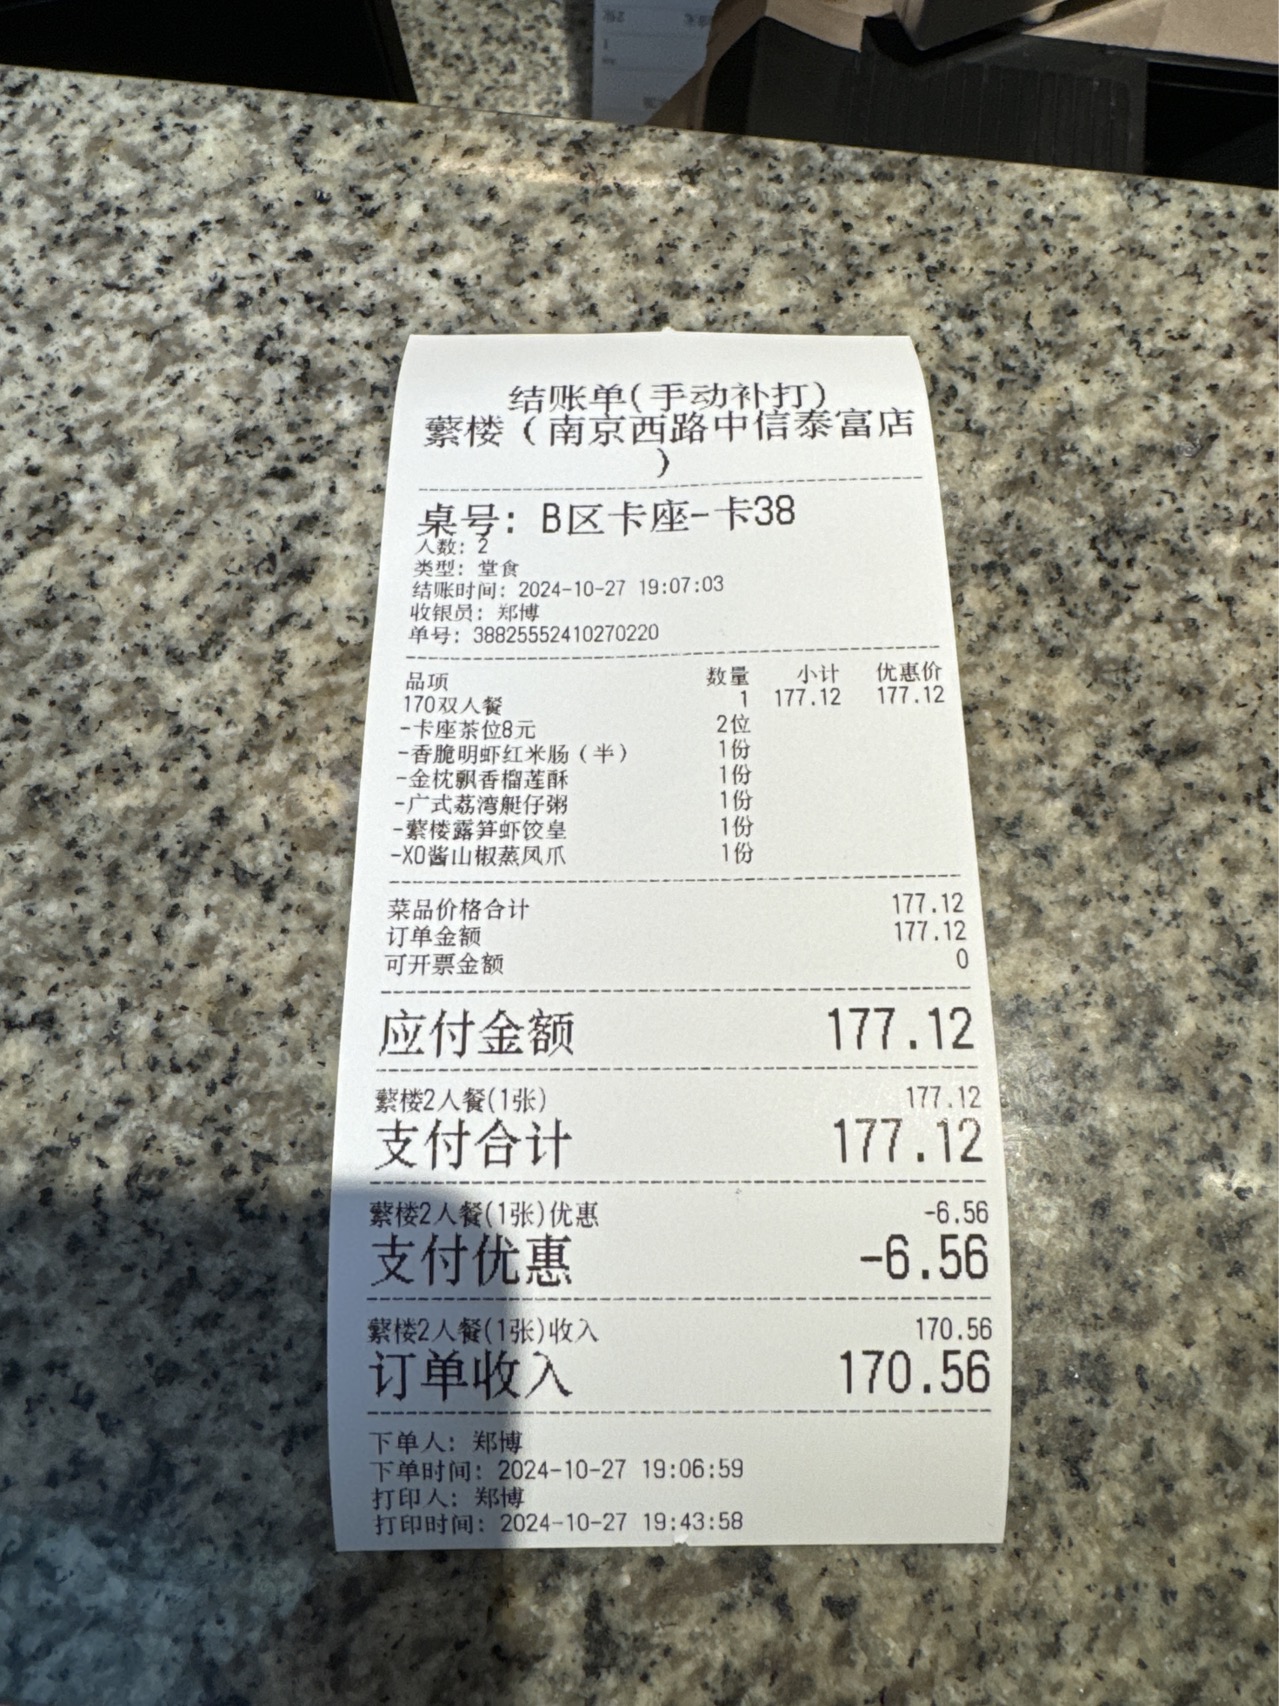 结账单(手动补打)
蘩楼（南京西路中信泰富店
）
桌号: B区卡座-卡38
人数: 2
类型: 堂食
结账时间: 2024-10-27 19:07:03
收银员: 郑博
单号: 38825552410270220
品项 数量 小计 优惠价
170双人餐 1 177.12 177.12
-卡座茶位8元 2位
-香脆明虾红米肠（半） 1份
-金枕飘香榴莲酥 1份
-广式荔湾艇仔粥 1份
-蘩楼露笋虾饺皇 1份
-XO酱山椒蒸凤爪 1份
菜品价格合计 177.12
订单金额 177.12
可开票金额 0
应付金额 177.12
蘩楼2人餐(1张) 177.12
支付合计 177.12
蘩楼2人餐(1张)优惠 -6.56
支付优惠 -6.56
蘩楼2人餐(1张)收入 170.56
订单收入 170.56
下单人: 郑博
下单时间: 2024-10-27 19:06:59
打印人: 郑博
打印时间: 2024-10-27 19:43:58